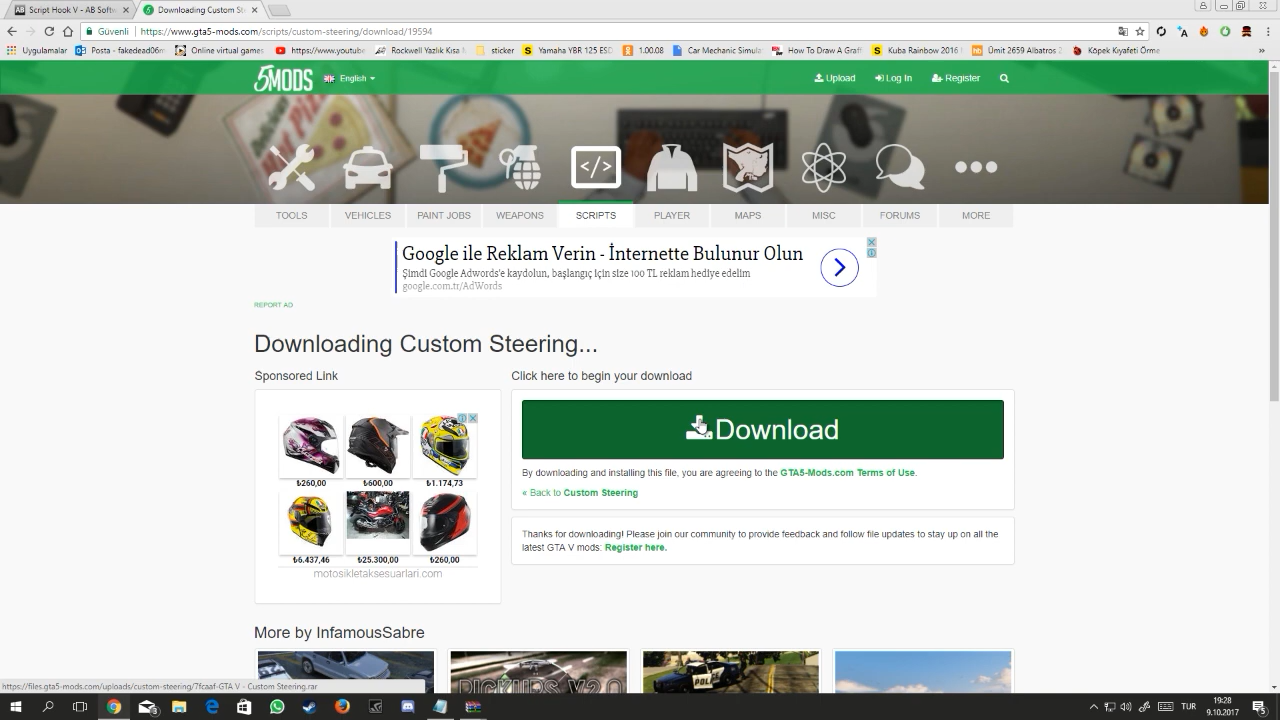 Script Hook V - AB Softw
Downloading Custom St
Güvenli
https://www.gta5-mods.com/scripts/custom-steering/download/19594
Uygulamalar
Posta - fakedead06m
Online virtual games
https://www.youtube
Rockwell Yazlık Kısa M
sticker
Yamaha YBR 125 ESD
1.00.08
Car Mechanic Simula
How To Draw A Graff
Kuba Rainbow 2016
Ümit 2659 Albatros 2
Köpek Kıyafeti Örme
5MODS
English
Upload
Log In
Register
TOOLS
VEHICLES
PAINT JOBS
WEAPONS
SCRIPTS
PLAYER
MAPS
MISC
FORUMS
MORE
Google ile Reklam Verin - İnternette Bulunur Olun
Şimdi Google Adwords'e kaydolun, başlangıç için size 100 TL reklam hediye edelim
google.com.tr/AdWords
REPORT AD
Downloading Custom Steering...
Sponsored Link
Click here to begin your download
₺260,00
₺600,00
₺1.174,73
₺6.437,46
₺25.300,00
₺260,00
motosikletaksesuarlari.com
Download
By downloading and installing this file, you are agreeing to the GTA5-Mods.com Terms of Use.
« Back to Custom Steering
Thanks for downloading! Please join our community to provide feedback and follow file updates to stay up on all the
latest GTA V mods: Register here.
More by InfamousSabre
PICKUPS V2.0
POLICE
https://files.gta5-mods.com/uploads/custom-steering/7fcaaf-GTA V - Custom Steering.rar
TUR
19:28
9.10.2017